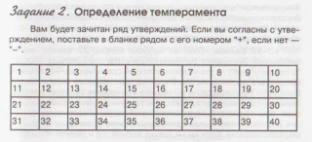 Задание 2. Определение темперамента
Вам будет зачитан ряд утверждений. Если вы согласны с утве-
рждением, поставьте в бланке рядом с его номером "+", если нет —
"–".
1 2 3 4 5 6 7 8 9 10
11 12 13 14 15 16 17 18 19 20
21 22 23 24 25 26 27 28 29 30
31 32 33 34 35 36 37 38 39 40